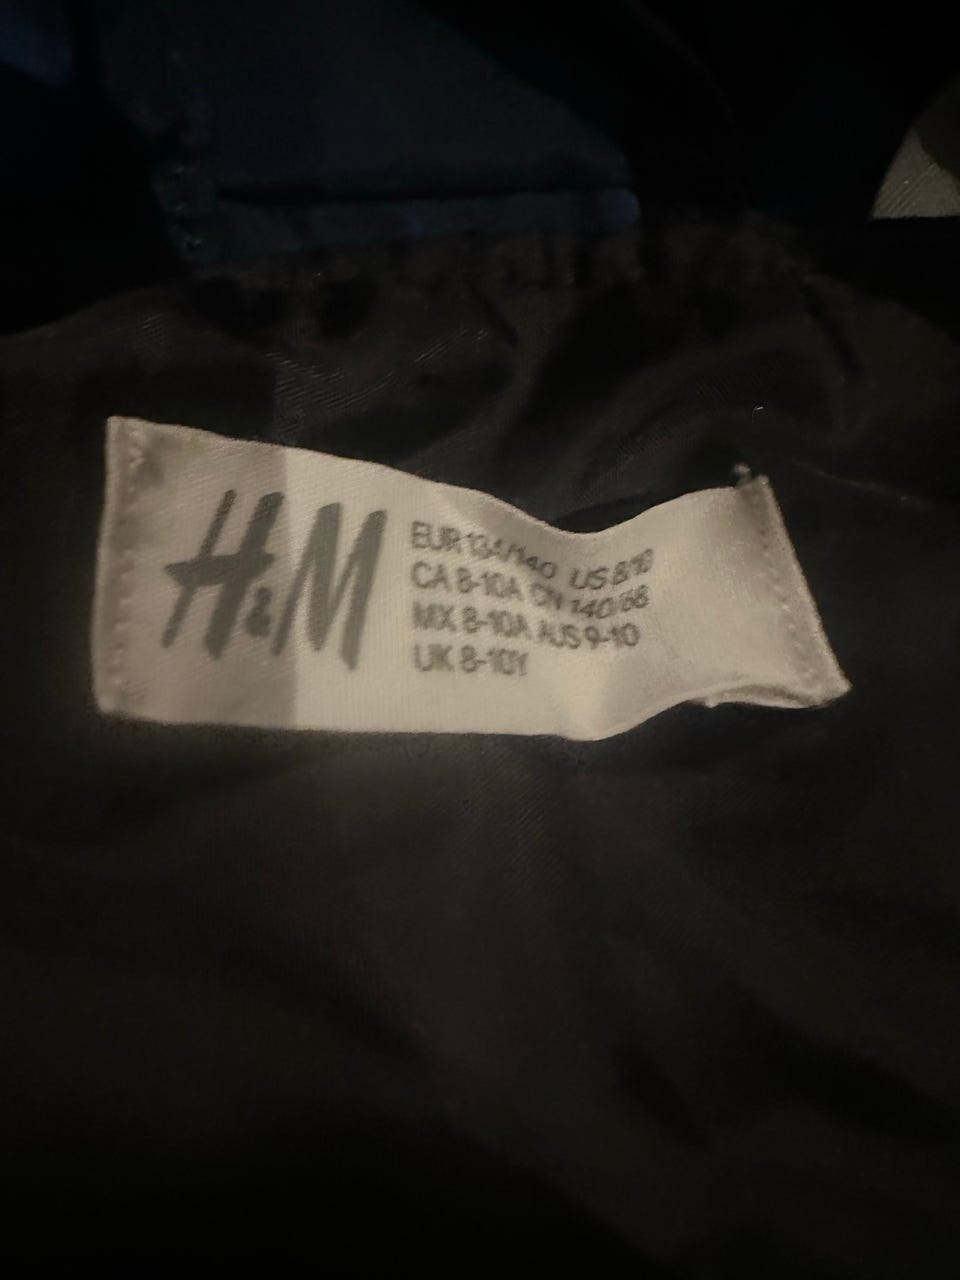 H&M
EUR 134/140 US 8/10
CA 8-10A CN 140/68
MX 8-10A AUS 9-10
UK 8-10Y